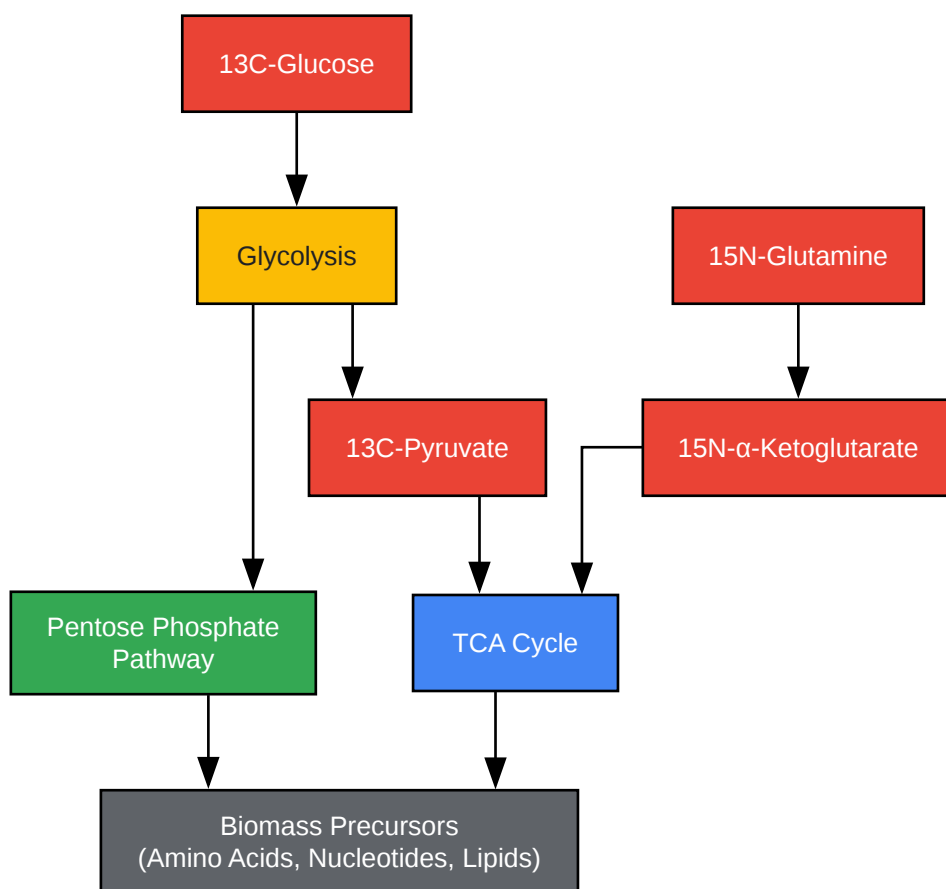 13C-Glucose
Glycolysis
15N-Glutamine
13C-Pyruvate
15N-α-Ketoglutarate
Pentose Phosphate
Pathway
TCA Cycle
Biomass Precursors
(Amino Acids, Nucleotides, Lipids)